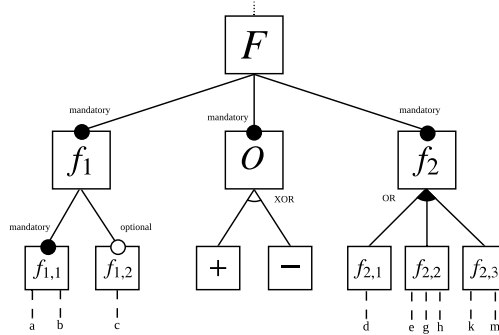 F
mandatory
mandatory
mandatory
f1
O
f2
XOR
OR
mandatory
optional
f1,1
f1,2
+
−
f2,1
f2,2
f2,3
a
b
c
d
e
g
h
k
m